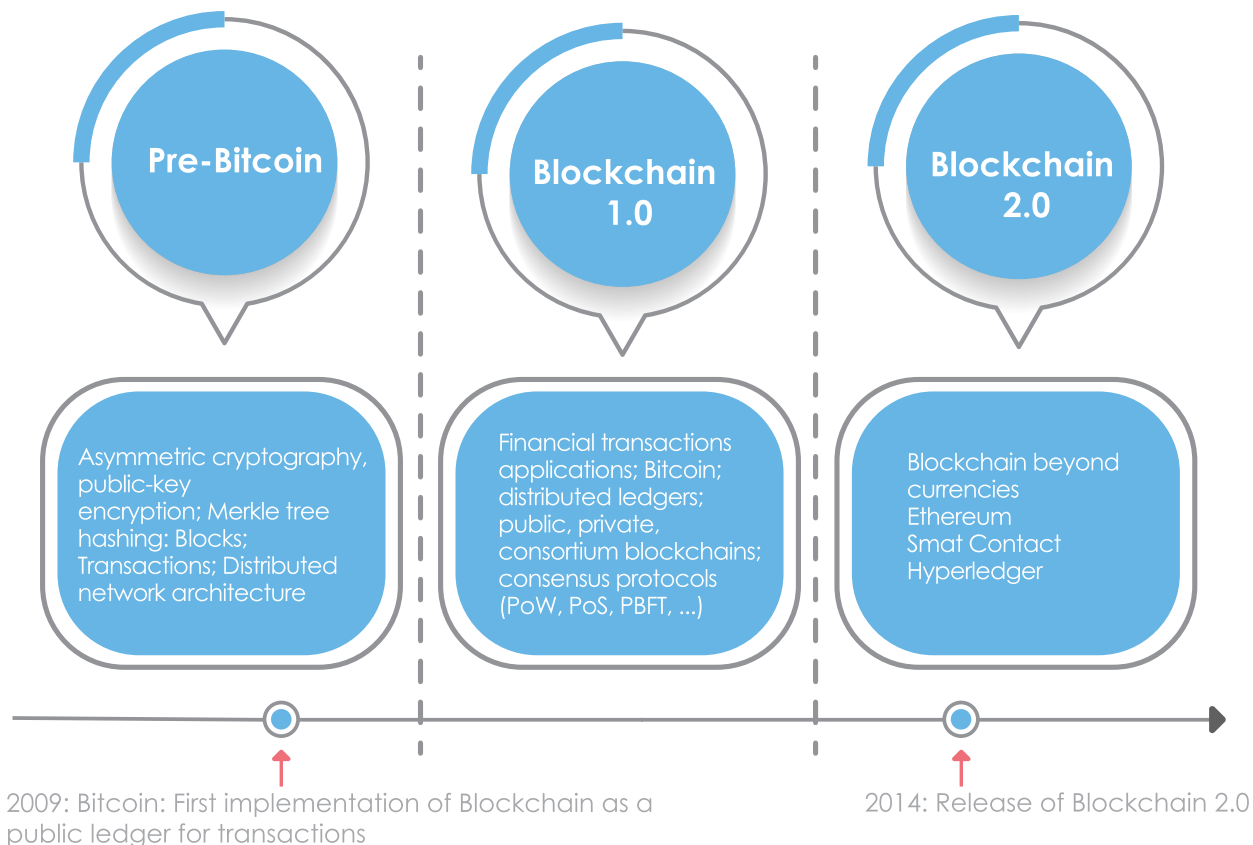 Pre-Bitcoin
Blockchain
1.0
Blockchain
2.0
Asymmetric cryptography,
public-key
encryption; Merkle tree
hashing: Blocks;
Transactions; Distributed
network architecture
Financial transactions
applications; Bitcoin;
distributed ledgers;
public, private,
consortium blockchains;
consensus protocols
(PoW, PoS, PBFT, ...)
Blockchain beyond
currencies
Ethereum
Smat Contact
Hyperledger
2009: Bitcoin: First implementation of Blockchain as a
public ledger for transactions
2014: Release of Blockchain 2.0